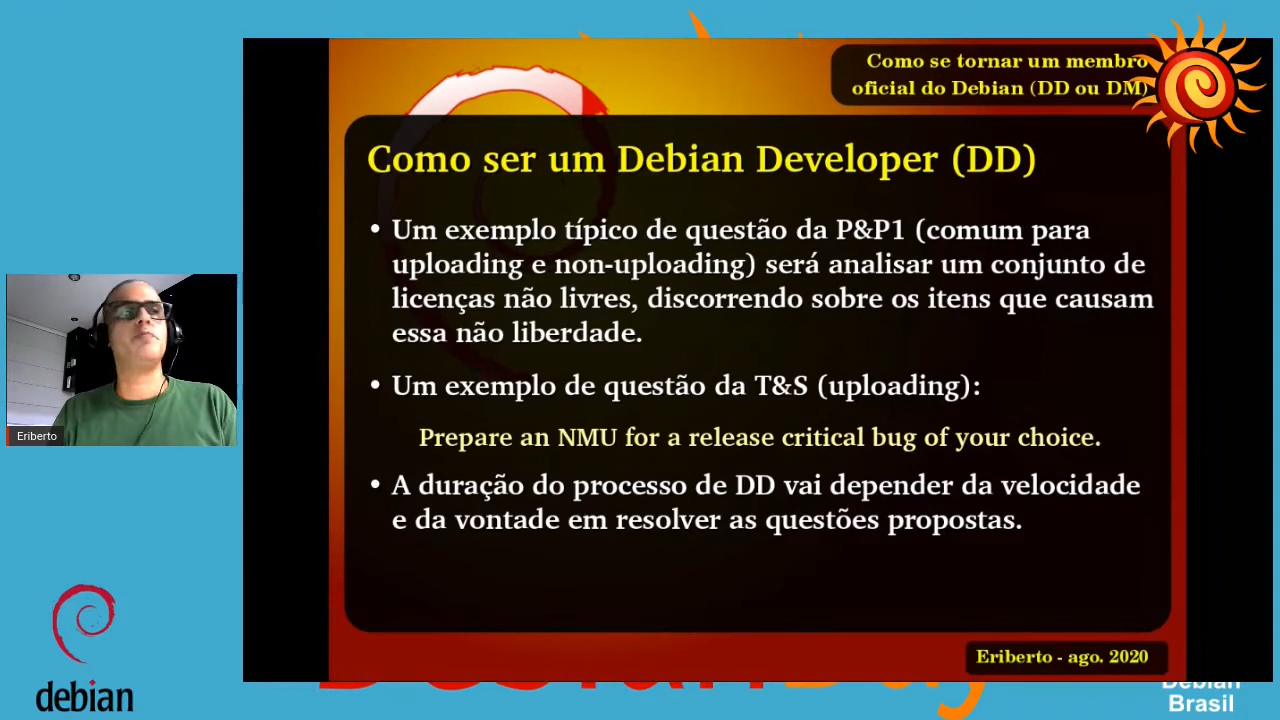 Como se tornar um membro
oficial do Debian (DD ou DM)
Como ser um Debian Developer (DD)
• Um exemplo típico de questão da P&P1 (comum para
uploading e non-uploading) será analisar um conjunto de
licenças não livres, discorrendo sobre os itens que causam
essa não liberdade.
• Um exemplo de questão da T&S (uploading):
Prepare an NMU for a release critical bug of your choice.
• A duração do processo de DD vai depender da velocidade
e da vontade em resolver as questões propostas.
Eriberto - ago. 2020
Eriberto
debian
Debian
Brasil